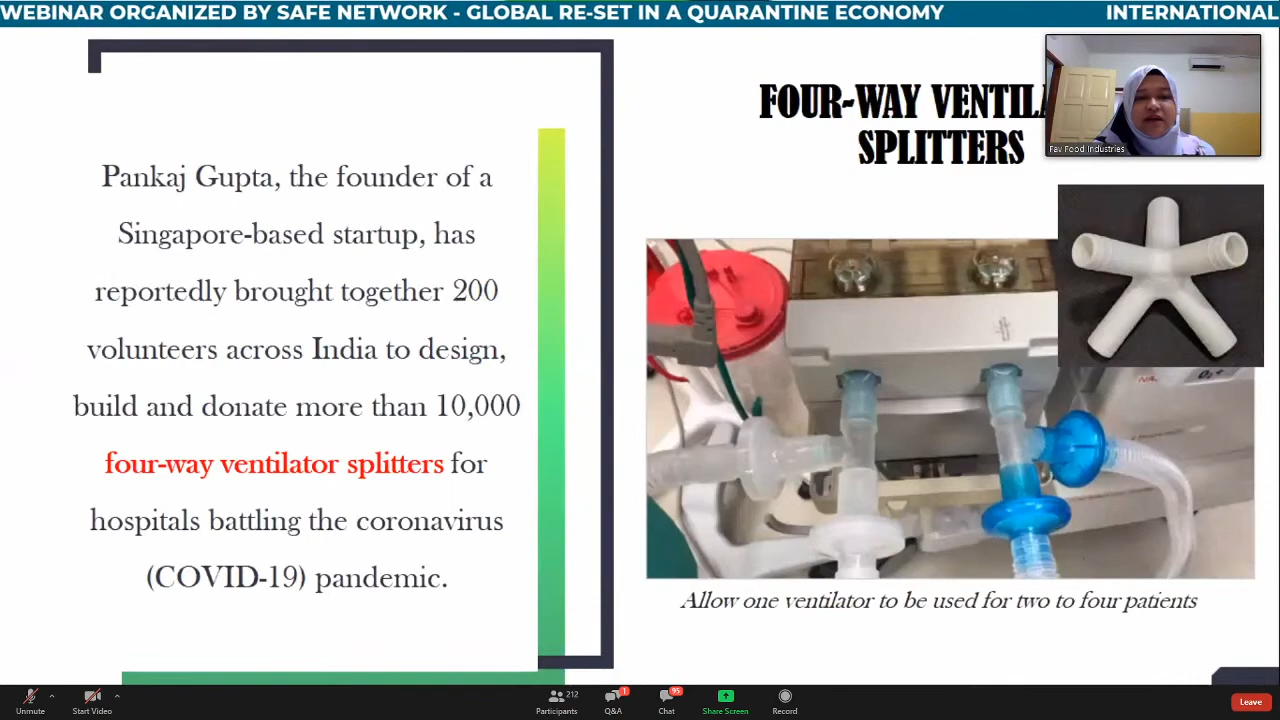 WEBINAR ORGANIZED BY SAFE NETWORK - GLOBAL RE-SET IN A QUARANTINE ECONOMY
INTERNATIONAL
FOUR-WAY
SPLITTERS
Fav Food Industries
Pankaj Gupta, the founder of a
Singapore-based startup, has
reportedly brought together 200
volunteers across India to design,
build and donate more than 10,000
four-way ventilator splitters for
hospitals battling the coronavirus
(COVID-19) pandemic.
Allow one ventilator to be used for two to four patients
Unmute
Start Video
212
Participants
1
Q&A
95
Chat
Share Screen
Record
Leave